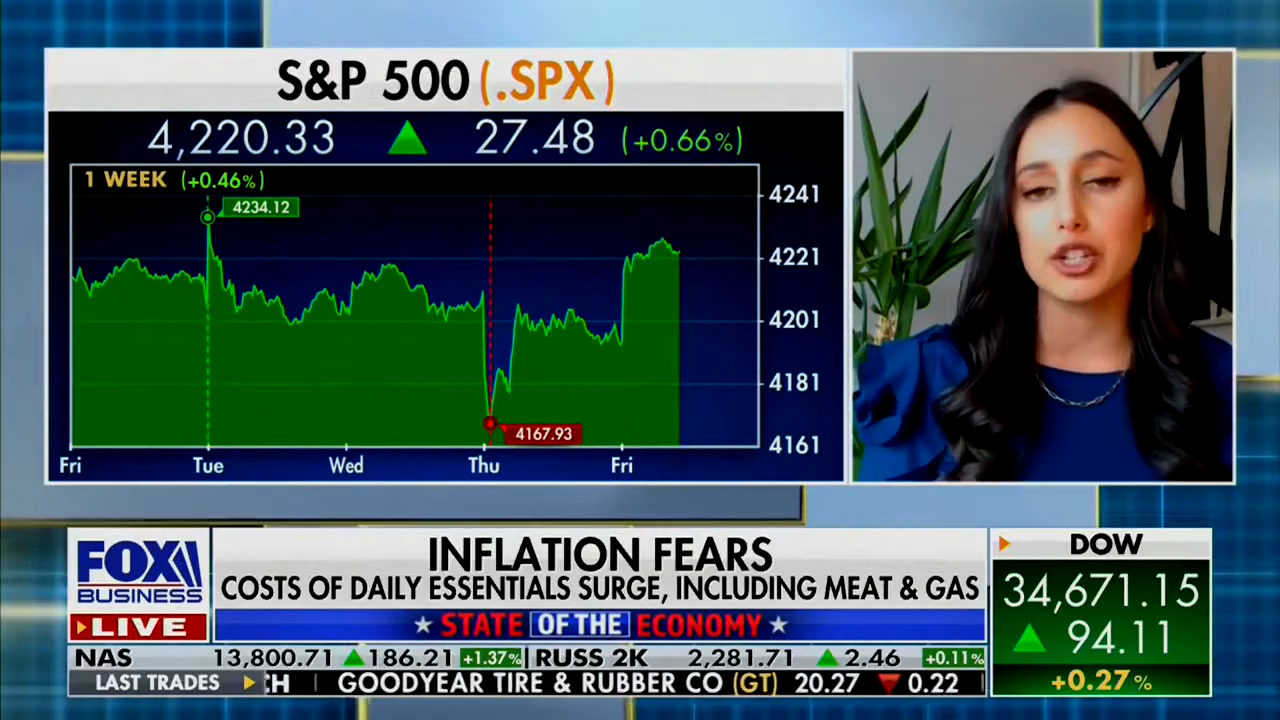 S&P 500 (.SPX)
4,220.33 ▲ 27.48 (+0.66%)
1 WEEK (+0.46%)
4234.12
4167.93
4241
4221
4201
4181
4161
Fri Tue Wed Thu Fri
FOX
BUSINESS
LIVE
INFLATION FEARS
COSTS OF DAILY ESSENTIALS SURGE, INCLUDING MEAT & GAS
★ STATE OF THE ECONOMY ★
NAS 13,800.71 ▲ 186.21 +1.37% RUSS 2K 2,281.71 ▲ 2.46 +0.11%
LAST TRADES CH | GOODYEAR TIRE & RUBBER CO (GT) 20.27 ▼ 0.22
DOW
34,671.15
▲ 94.11
+0.27%